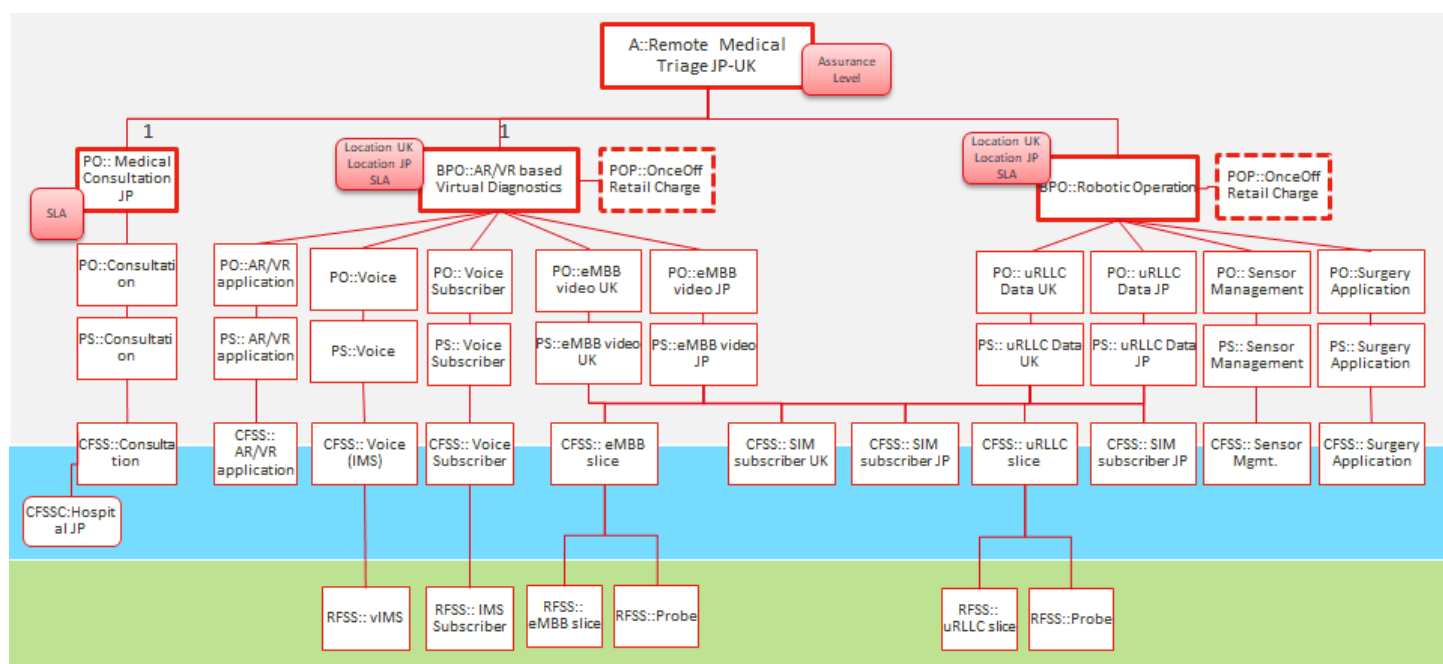 A::Remote Medical
Triage JP-UK
Assurance
Level
1
1
PO:: Medical
Consultation
JP
SLA
Location UK
Location JP
SLA
BPO::AR/VR based
Virtual Diagnostics
POP::OnceOff
Retail Charge
Location UK
Location JP
SLA
BPO::Robotic Operation
POP::OnceOff
Retail Charge
PO::Consultati
on
PO::AR/VR
application
PO::Voice
PO:: Voice
Subscriber
PO::eMBB
video UK
PO::eMBB
video JP
PO:: uRLLC
Data UK
PO:: uRLLC
Data JP
PO:: Sensor
Management
PO::Surgery
Application
PS::Consultati
on
PS:: AR/VR
application
PS::Voice
PS:: Voice
Subscriber
PS::eMBB video
UK
PS::eMBB video
JP
PS:: uRLLC Data
UK
PS:: uRLLC Data
JP
PS:: Sensor
Management
PS:: Surgery
Application
CFSS::Consulta
tion
CFSS::
AR/VR
application
CFSS:: Voice
(IMS)
CFSS:: Voice
Subscriber
CFSS:: eMBB
slice
CFSS:: SIM
subscriber UK
CFSS:: SIM
subscriber JP
CFSS:: uRLLC
slice
CFSS:: SIM
subscriber JP
CFSS::Sensor
Mgmt.
CFSS::Surgery
Application
CFSSC:Hospit
al JP
RFSS:: vIMS
RFSS:: IMS
Subscriber
RFSS::
eMBB slice
RFSS::Probe
RFSS::
uRLLC slice
RFSS::Probe